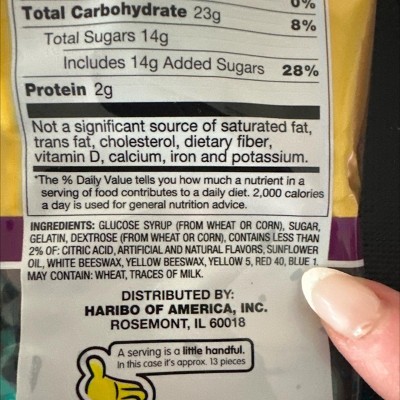 0%
Total Carbohydrate 23g 8%
Total Sugars 14g
Includes 14g Added Sugars 28%
Protein 2g
Not a significant source of saturated fat,
trans fat, cholesterol, dietary fiber,
vitamin D, calcium, iron and potassium.
*The % Daily Value tells you how much a nutrient in a
serving of food contributes to a daily diet. 2,000 calories
a day is used for general nutrition advice.
INGREDIENTS: GLUCOSE SYRUP (FROM WHEAT OR CORN), SUGAR,
GELATIN, DEXTROSE (FROM WHEAT OR CORN), CONTAINS LESS THAN
2% OF: CITRIC ACID, ARTIFICIAL AND NATURAL FLAVORS, SUNFLOWER
OIL, WHITE BEESWAX, YELLOW BEESWAX, YELLOW 5, RED 40, BLUE 1.
MAY CONTAIN: WHEAT, TRACES OF MILK.
DISTRIBUTED BY:
HARIBO OF AMERICA, INC.
ROSEMONT, IL 60018
A serving is a little handful.
In this case it's approx. 13 pieces